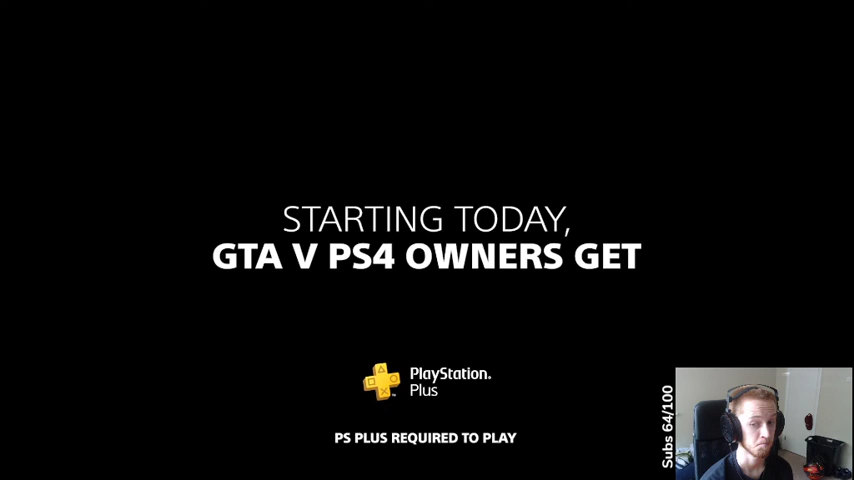 STARTING TODAY,
GTA V PS4 OWNERS GET
PlayStation®
Plus
PS PLUS REQUIRED TO PLAY
Subs 64/100